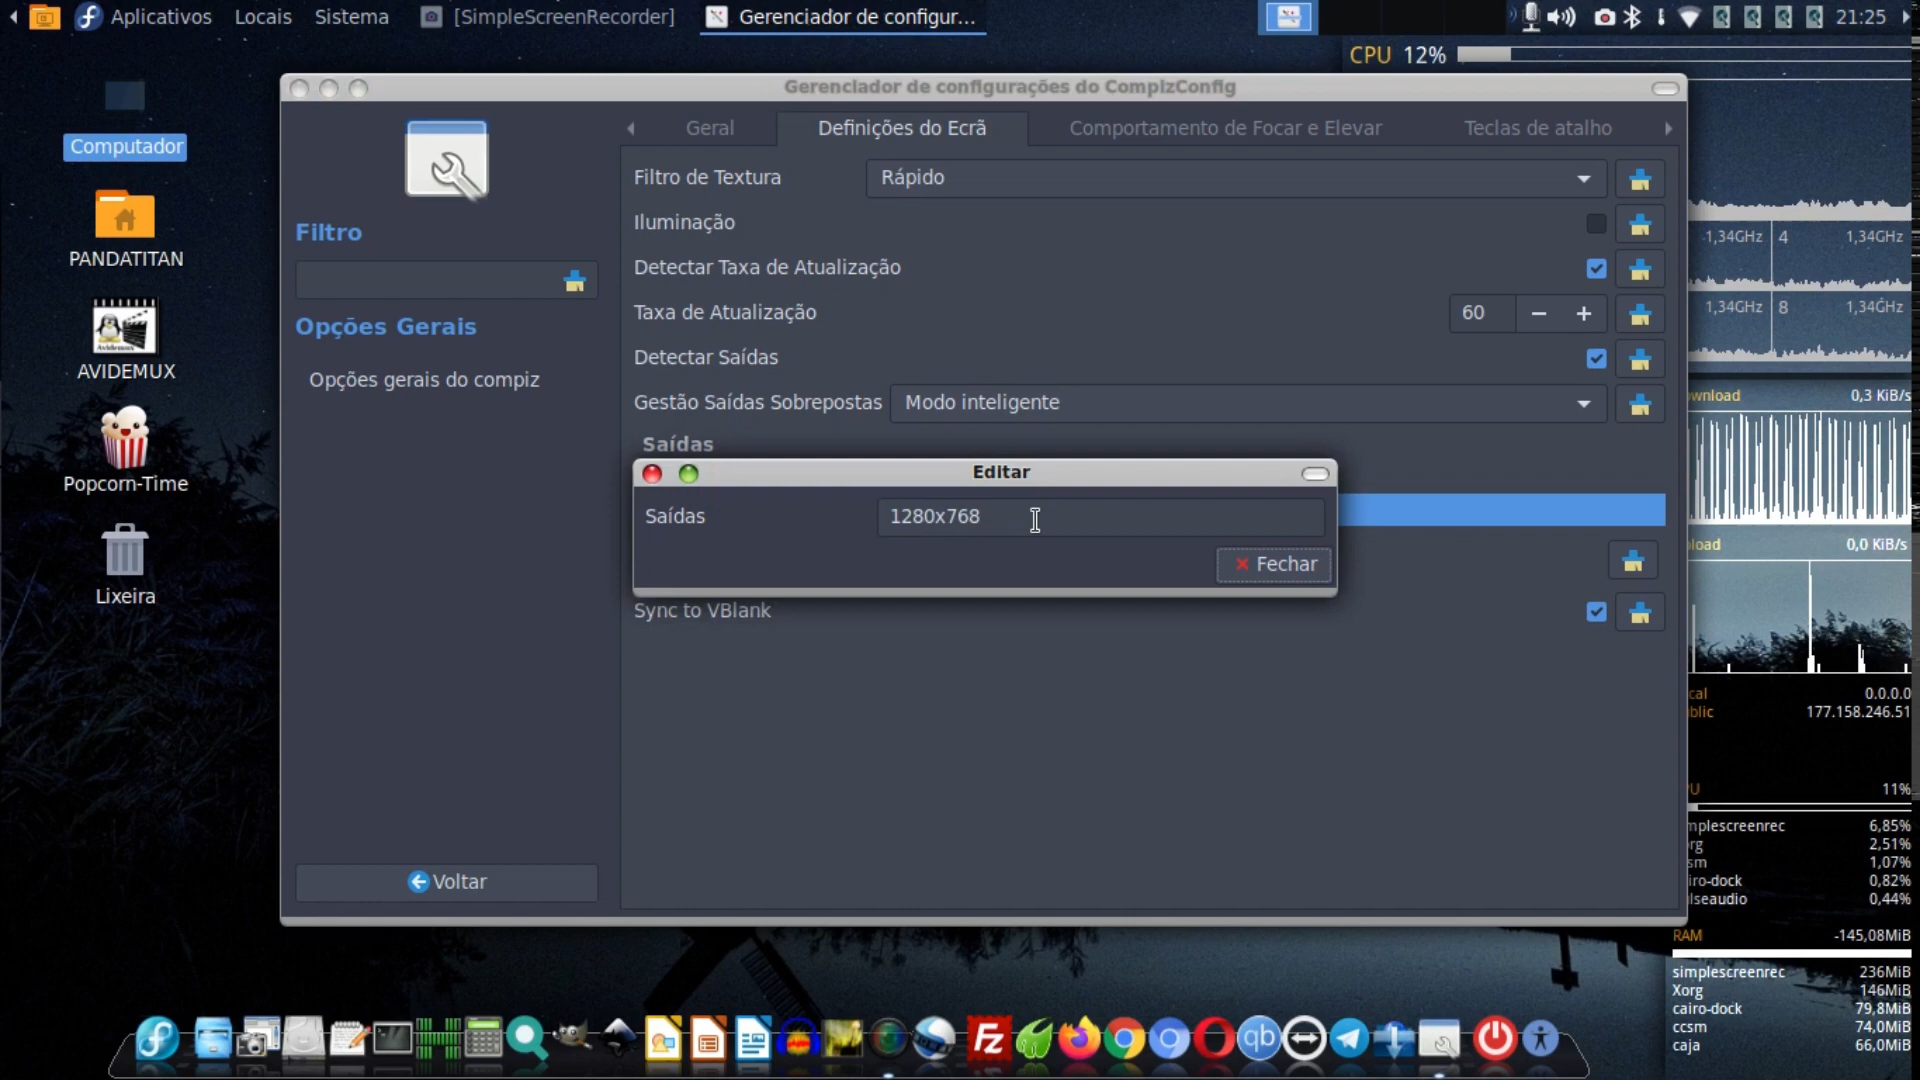 Aplicativos Locais Sistema [SimpleScreenRecorder] Gerenciador de configur... 21:25
CPU 12%
Gerenciador de configurações do CompizConfig
Computador
PANDATITAN
AVIDEMUX
Popcorn-Time
Lixeira
Filtro
Opções Gerais
Opções gerais do compiz
Voltar
Geral Definições do Ecrã Comportamento de Focar e Elevar Teclas de atalho
Filtro de Textura Rápido
Iluminação
Detectar Taxa de Atualização
Taxa de Atualização 60
Detectar Saídas
Gestão Saídas Sobrepostas Modo inteligente
Saídas
Editar
Saídas 1280x768
Fechar
Sync to VBlank
1,34GHz 4 1,34GHz
1,34GHz 8 1,34GHz
wnload 0,3 KiB/s
load 0,0 KiB/s
cal 0.0.0.0
blic 177.158.246.51
U 11%
mplescreenrec 6,85%
rg 2,51%
sm 1,07%
iro-dock 0,82%
lseaudio 0,44%
RAM -145,08MiB
simplescreenrec 236MiB
Xorg 146MiB
cairo-dock 79,8MiB
ccsm 74,0MiB
caja 66,0MiB